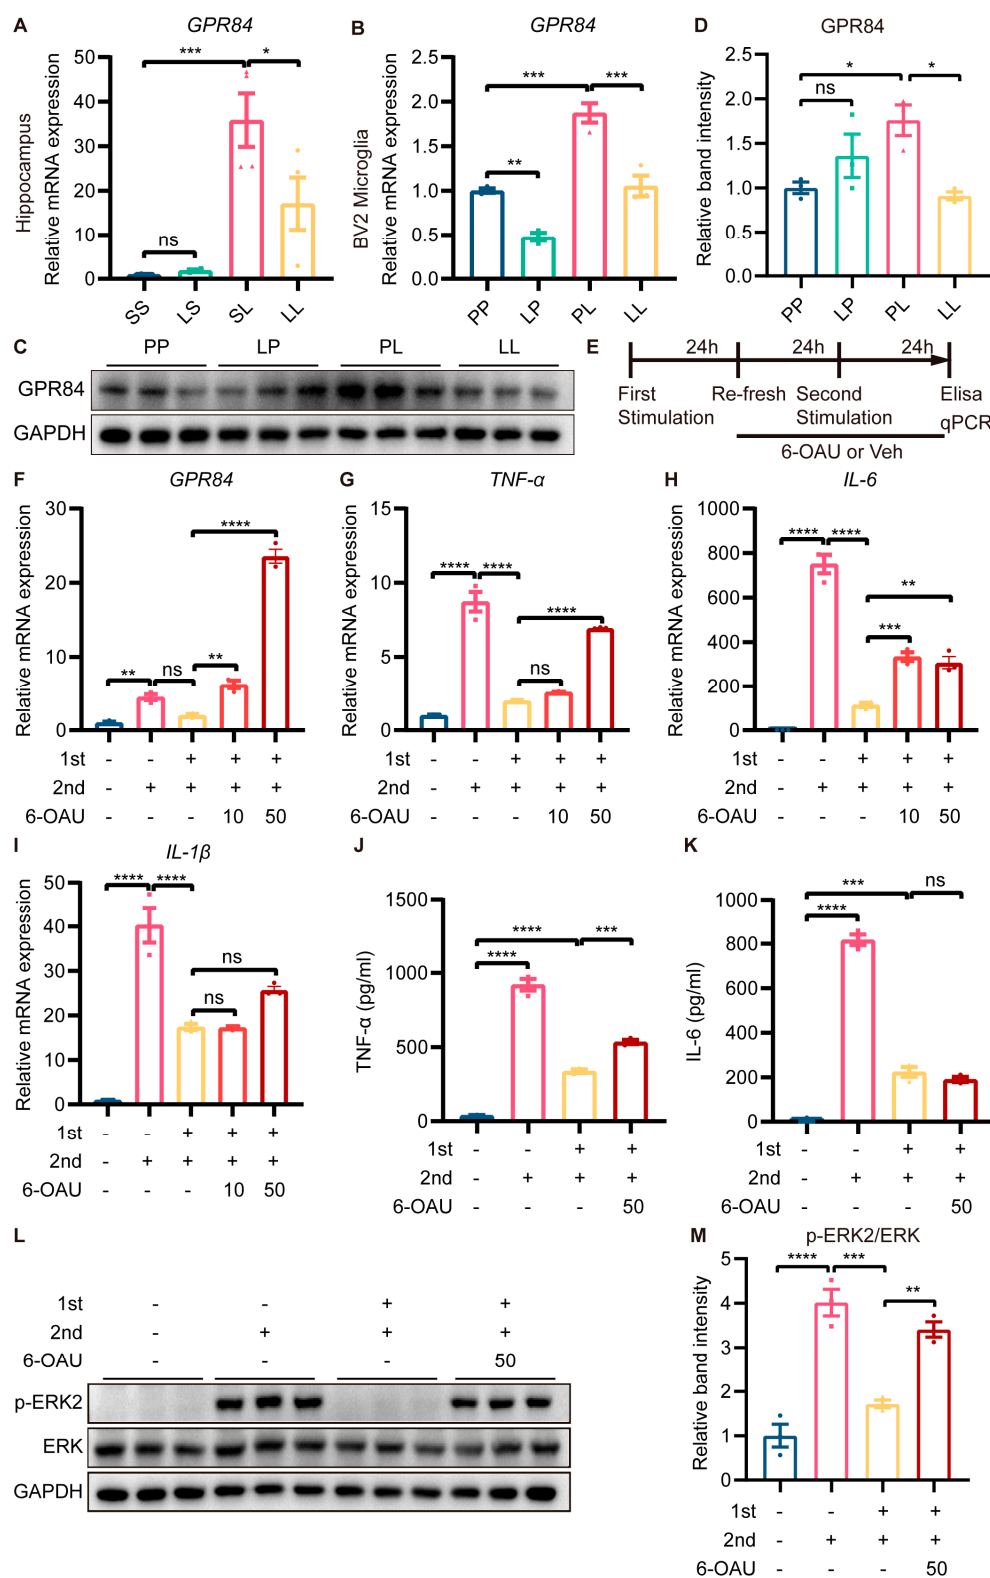 A
GPR84
Hippocampus
Relative mRNA expression
50
40
30
20
10
0
***
*
ns
SS
LS
SL
LL
B
GPR84
BV2 Microglia
Relative mRNA expression
2.5
2.0
1.5
1.0
0.5
0.0
***
***
**
PP
LP
PL
LL
D
GPR84
Relative band intensity
2.5
2.0
1.5
1.0
0.5
0.0
*
*
ns
PP
LP
PL
LL
C
PP LP PL LL
GPR84
GAPDH
E
24h 24h 24h
First Stimulation
Re-fresh
Second Stimulation
Elisa
qPCR
6-OAU or Veh
F
GPR84
Relative mRNA expression
30
20
10
0
****
**
ns
**
1st - - + + +
2nd - + + + +
6-OAU - - - 10 50
G
TNF-α
Relative mRNA expression
15
10
5
0
****
****
****
ns
- - + + +
- + + + +
- - - 10 50
H
IL-6
Relative mRNA expression
1000
800
600
400
200
0
****
****
**
***
1st - - + + +
2nd - + + + +
6-OAU - - - 10 50
I
IL-1β
Relative mRNA expression
50
40
30
20
10
0
****
****
ns
ns
1st - - + + +
2nd - + + + +
6-OAU - - - 10 50
J
TNF-α (pg/ml)
1500
1000
500
0
****
***
****
1st - - + +
2nd - + + +
6-OAU - - - 50
K
IL-6 (pg/ml)
1000
800
600
400
200
0
***
ns
****
1st - - + +
2nd - + + +
6-OAU - - - 50
L
1st - - + +
2nd - + + +
6-OAU - - - 50
p-ERK2
ERK
GAPDH
M
p-ERK2/ERK
Relative band intensity
5
4
3
2
1
0
****
***
**
1st - - + +
2nd - + + +
6-OAU - - - 50